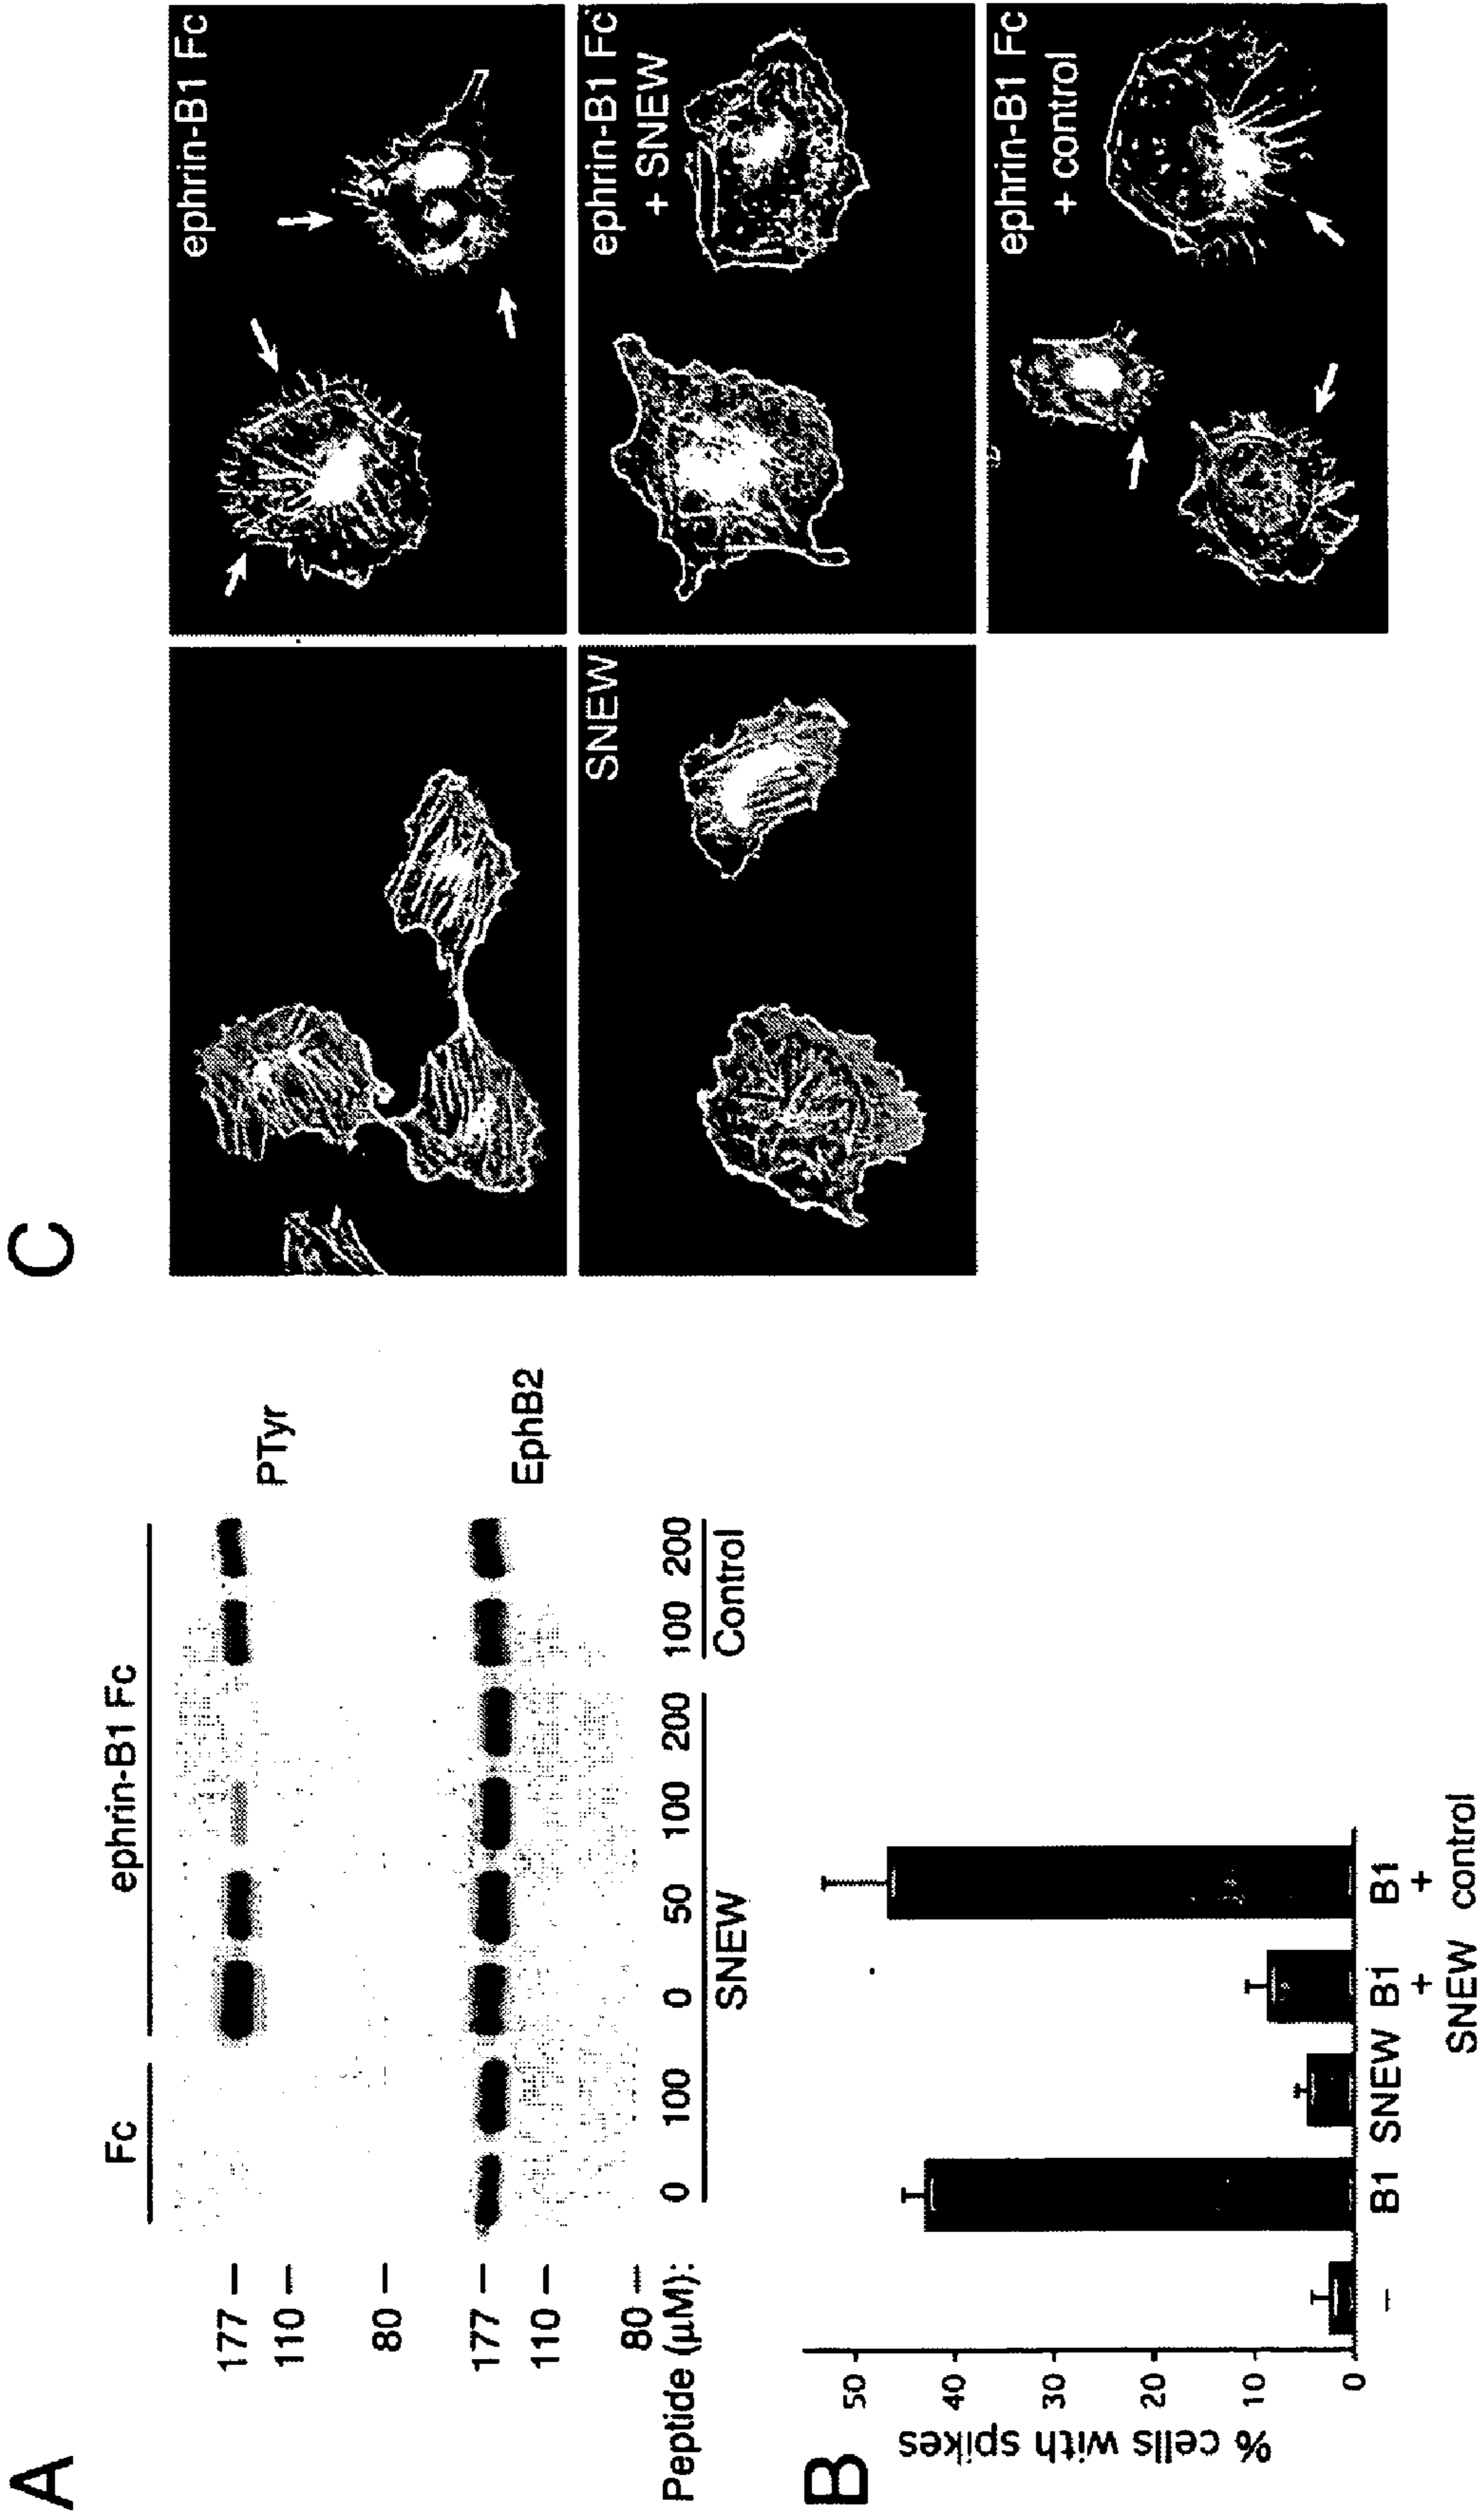 A
Fc ephrin-B1 Fc
177
110
80
PTyr
177
110
80
EphB2
Peptide (μM): 0 100 0 50 100 200 100 200
SNEW Control
B
% cells with spikes
50
40
30
20
10
0
– B1 SNEW B1 B1
+ +
SNEW control
C
ephrin-B1 Fc
SNEW
ephrin-B1 Fc
+ SNEW
ephrin-B1 Fc
+ control